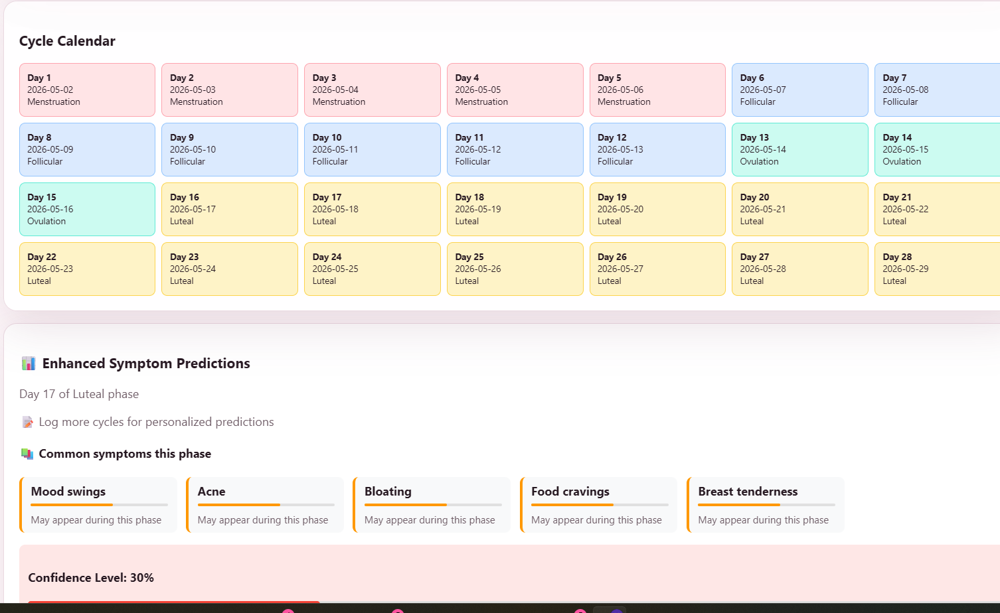 Cycle Calendar
Day 1
2026-05-02
Menstruation
Day 2
2026-05-03
Menstruation
Day 3
2026-05-04
Menstruation
Day 4
2026-05-05
Menstruation
Day 5
2026-05-06
Menstruation
Day 6
2026-05-07
Follicular
Day 7
2026-05-08
Follicular
Day 8
2026-05-09
Follicular
Day 9
2026-05-10
Follicular
Day 10
2026-05-11
Follicular
Day 11
2026-05-12
Follicular
Day 12
2026-05-13
Follicular
Day 13
2026-05-14
Ovulation
Day 14
2026-05-15
Ovulation
Day 15
2026-05-16
Ovulation
Day 16
2026-05-17
Luteal
Day 17
2026-05-18
Luteal
Day 18
2026-05-19
Luteal
Day 19
2026-05-20
Luteal
Day 20
2026-05-21
Luteal
Day 21
2026-05-22
Luteal
Day 22
2026-05-23
Luteal
Day 23
2026-05-24
Luteal
Day 24
2026-05-25
Luteal
Day 25
2026-05-26
Luteal
Day 26
2026-05-27
Luteal
Day 27
2026-05-28
Luteal
Day 28
2026-05-29
Luteal
Enhanced Symptom Predictions
Day 17 of Luteal phase
Log more cycles for personalized predictions
Common symptoms this phase
Mood swings
May appear during this phase
Acne
May appear during this phase
Bloating
May appear during this phase
Food cravings
May appear during this phase
Breast tenderness
May appear during this phase
Confidence Level: 30%